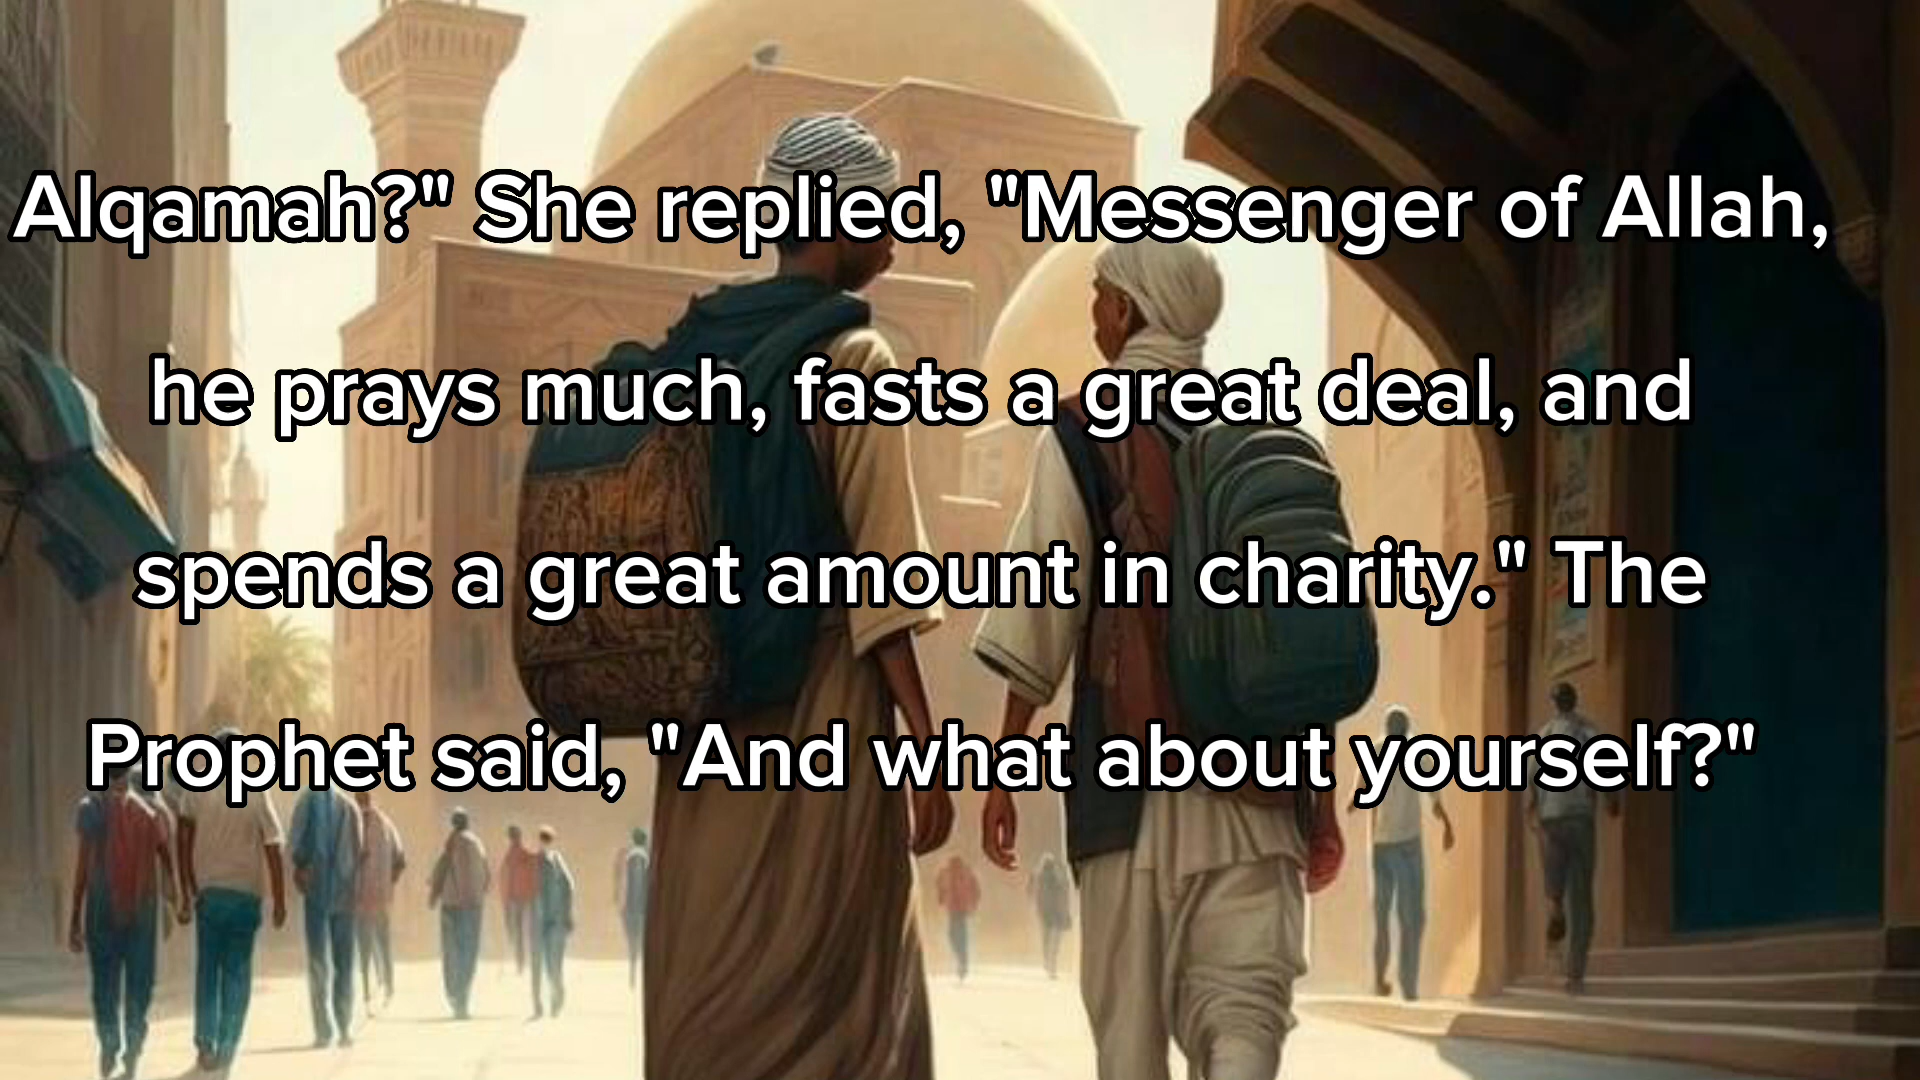 Alqamah?" She replied, "Messenger of Allah,
he prays much, fasts a great deal, and
spends a great amount in charity." The
Prophet said, "And what about yourself?"